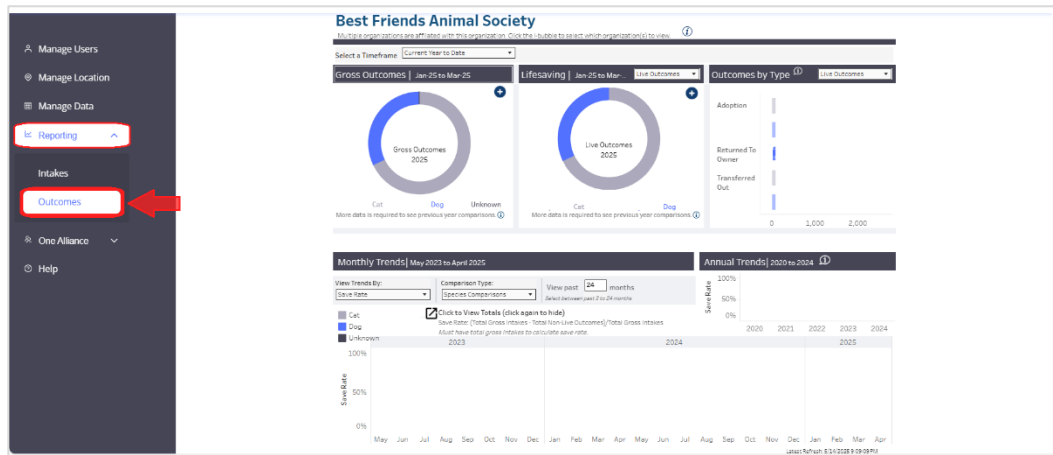 Manage Users
Manage Location
Manage Data
Reporting
Intakes
Outcomes
One Alliance
Help
Best Friends Animal Society
Multiple organizations are affliated with this organization. Click the i-bubble to select which organization(s) to view.
Select a Timeframe Current Year to Date
Gross Outcomes | Jan-25 to Mar-25
Gross Outcomes
2025
Cat Dog Unknown
More data is required to see previous year comparisons.
Lifesaving | Jan-25 to Mar-.. Live Outcomes
Live Outcomes
2025
Cat Dog
More data is required to see previous year comparisons.
Outcomes by Type Live Outcomes
Adoption
Returned To
Owner
Transferred
Out
0 1,000 2,000
Monthly Trends| May 2023 to April 2025
View Trends By: Comparison Type: View past 24 months
Save Rate Species Comparisons Select between past 3 to 24 months
Cat
Dog
Unknown
Click to View Totals (click again to hide)
Save Rate: (Total Gross Intakes - Total Non-Live Outcomes)/Total Gross Intakes
Must have total gross intakes to calculate save rate.
Annual Trends| 2020 to 2024
Save Rate
100%
50%
0%
2020 2021 2022 2023 2024
2023 2024 2025
Save Rate
100%
50%
0%
May Jun Jul Aug Sep Oct Nov Dec Jan Feb Mar Apr May Jun Jul Aug Sep Oct Nov Dec Jan Feb Mar Apr
Latest Refresh: 5/14/2025 9:09:09 PM